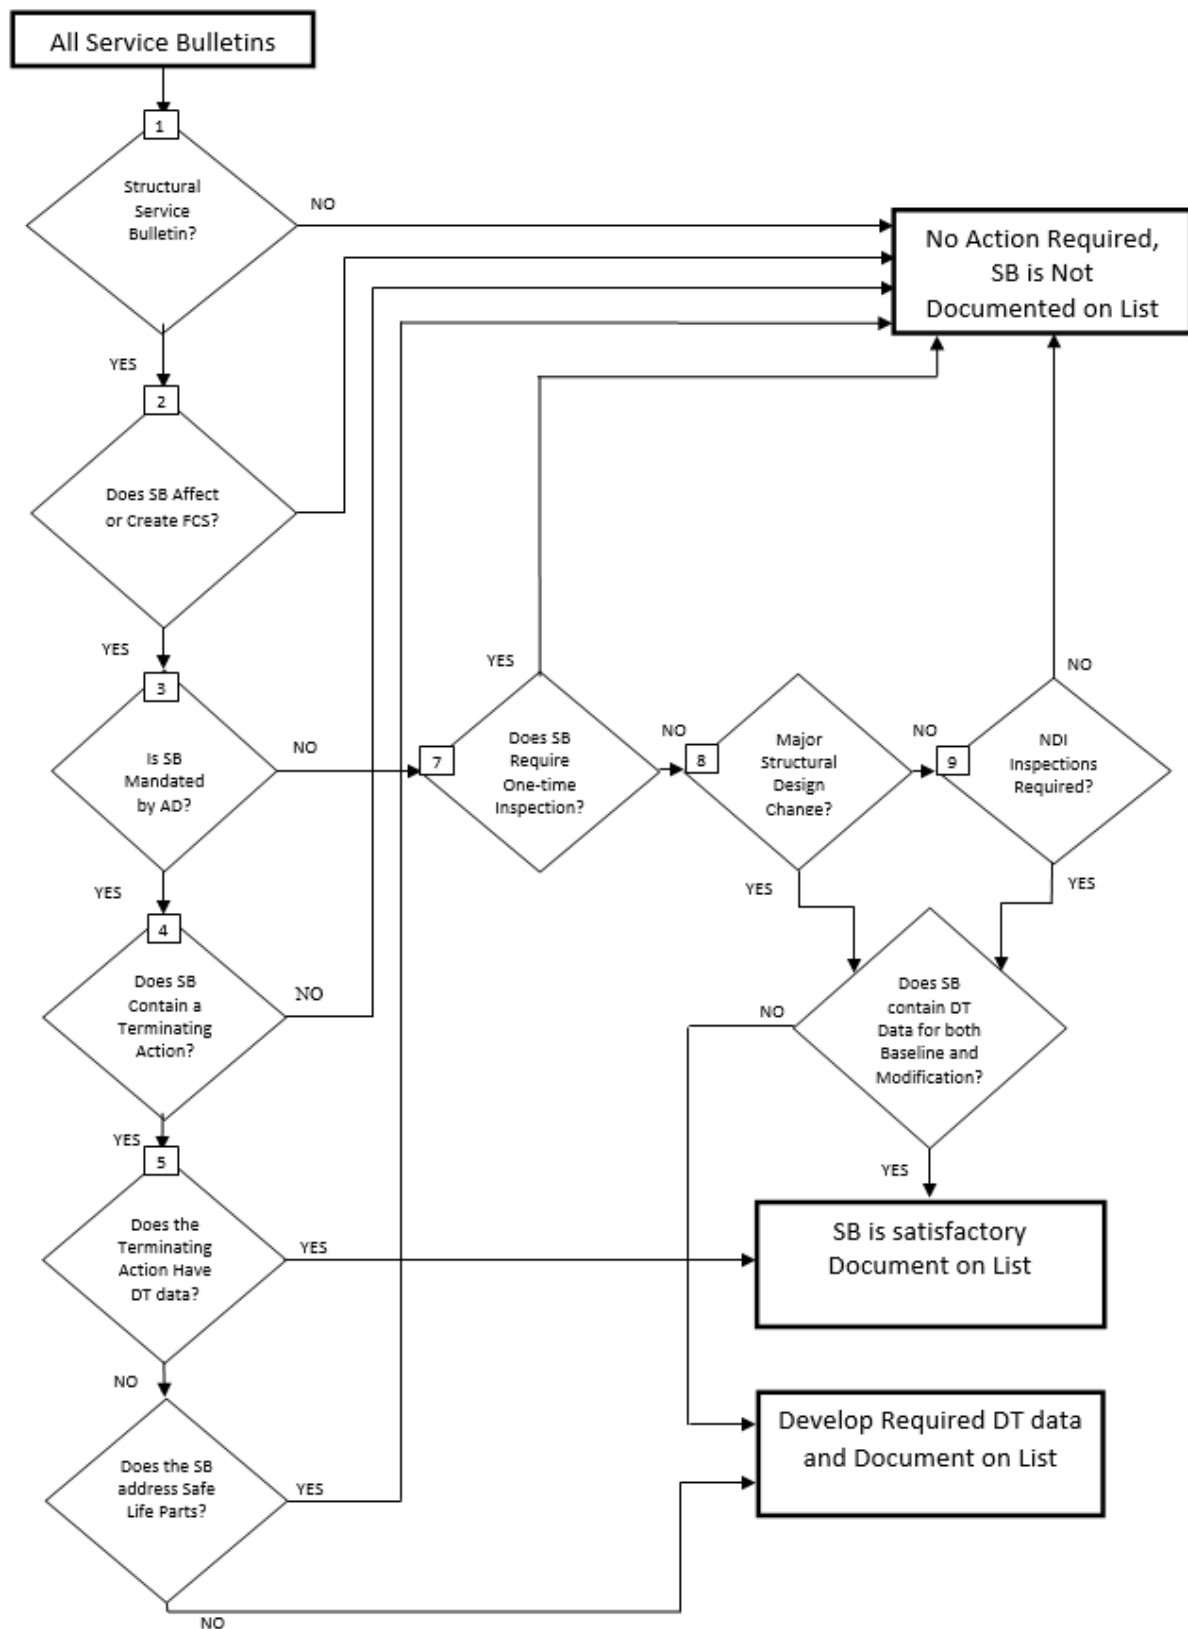 All Service Bulletins
1
Structural
Service
Bulletin?
NO
No Action Required,
SB is Not
Documented on List
YES
2
Does SB Affect
or Create FCS?
YES
3
Is SB
Mandated
by AD?
NO
YES
7
Does SB
Require
One-time
Inspection?
NO
8
Major
Structural
Design
Change?
NO
9
NDI
Inspections
Required?
NO
YES
4
Does SB
Contain a
Terminating
Action?
NO
YES
YES
Does SB
contain DT
Data for both
Baseline and
Modification?
NO
YES
YES
5
Does the
Terminating
Action Have
DT data?
YES
SB is satisfactory
Document on List
NO
Does the SB
address Safe
Life Parts?
YES
NO
Develop Required DT data
and Document on List